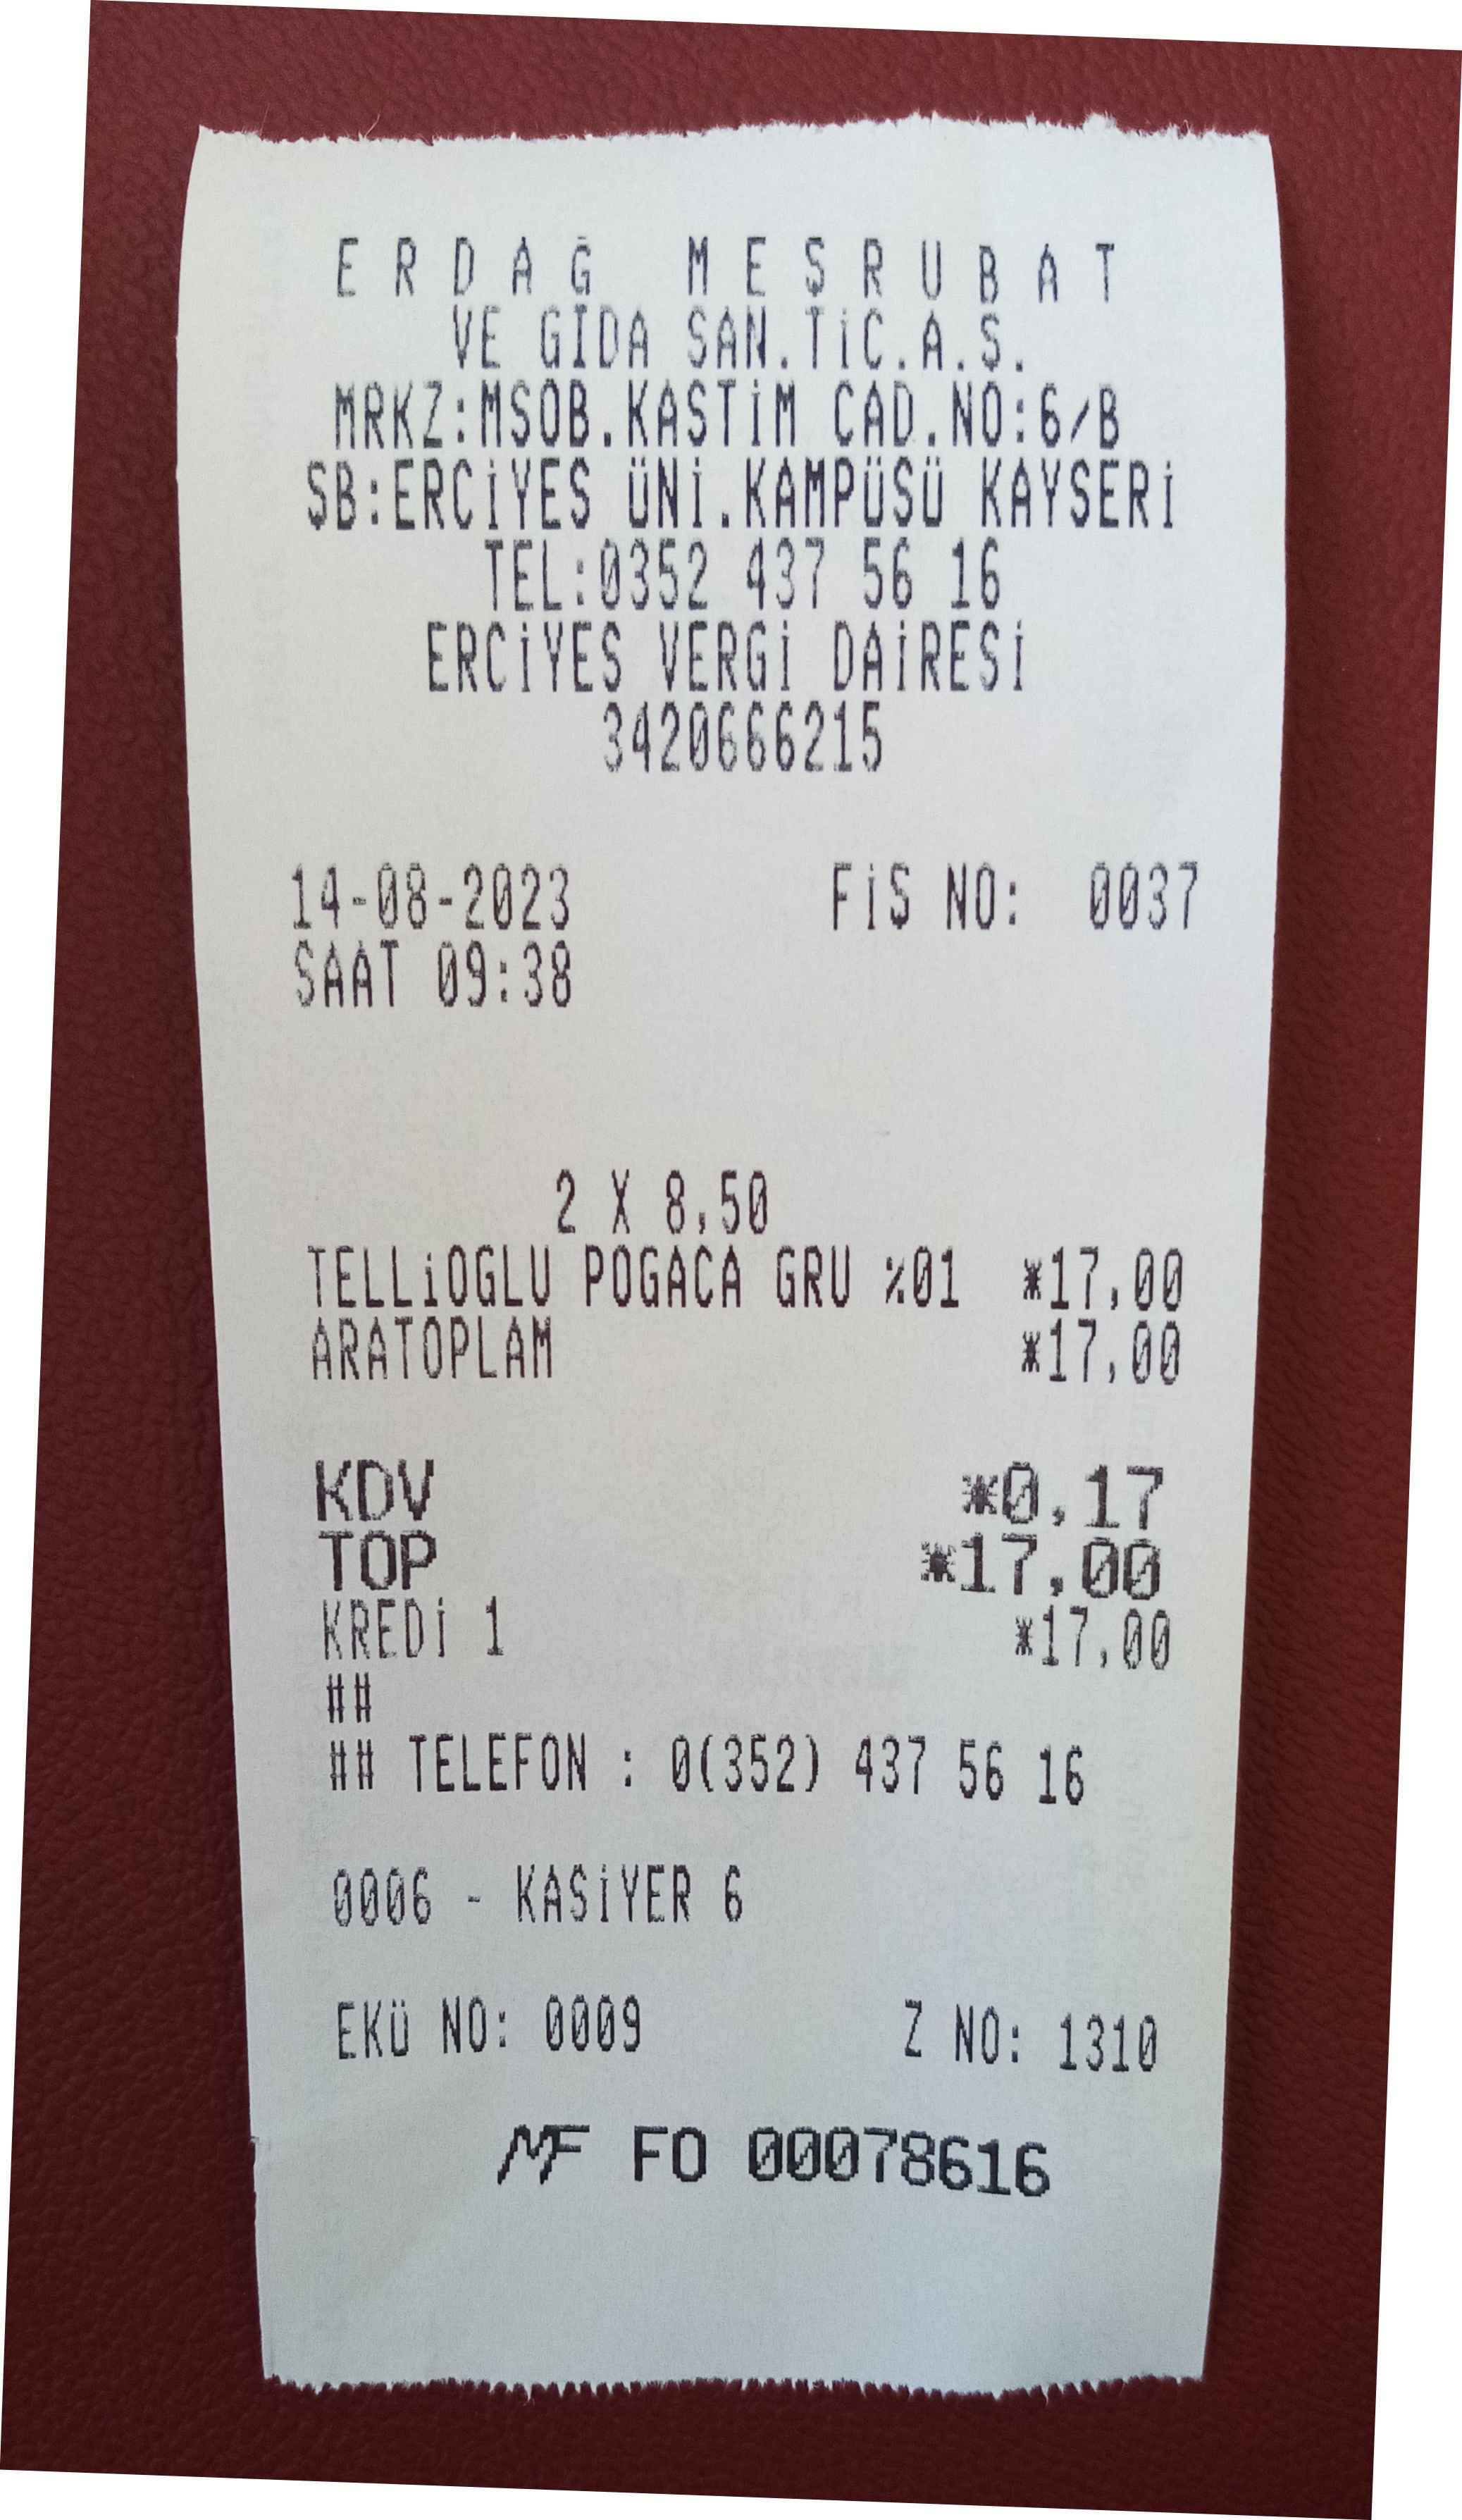 ERDAĞ MEŞRUBAT
VE GIDA SAN.TİC.A.Ş.
MRKZ:MSOB.KASTİM CAD.NO:6/B
ŞB:ERCİYES ÜNİ.KAMPÜSÜ KAYSERİ
TEL:0352 437 56 16
ERCİYES VERGİ DAİRESİ
3420666215
14-08-2023 FİŞ NO: 0037
SAAT 09:38
2 X 8,50
TELLİOGLU POGACA GRU %01 *17,00
ARATOPLAM *17,00
KDV *0,17
TOP *17,00
KREDİ 1 *17,00
##
## TELEFON : 0(352) 437 56 16
0006 - KASİYER 6
EKÜ NO: 0009 Z NO: 1310
MF FO 00078616